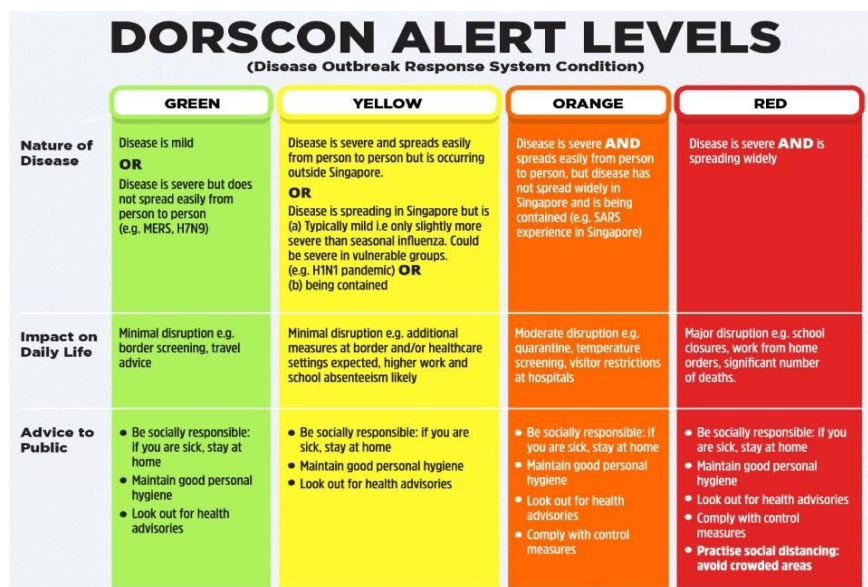 DORSCON ALERT LEVELS
(Disease Outbreak Response System Condition)
GREEN
YELLOW
ORANGE
RED
Nature of
Disease
Disease is mild
OR
Disease is severe but does
not spread easily from
person to person
(e.g. MERS, H7N9)
Disease is severe and spreads easily
from person to person but is occurring
outside Singapore.
OR
Disease is spreading in Singapore but is
(a) Typically mild i.e only slightly more
severe than seasonal influenza. Could
be severe in vulnerable groups.
(e.g. H1N1 pandemic) OR
(b) being contained
Disease is severe AND
spreads easily from person
to person, but disease has
not spread widely in
Singapore and is being
contained (e.g. SARS
experience in Singapore)
Disease is severe AND is
spreading widely
Impact on
Daily Life
Minimal disruption e.g.
border screening, travel
advice
Minimal disruption e.g. additional
measures at border and/or healthcare
settings expected, higher work and
school absenteeism likely
Moderate disruption e.g.
quarantine, temperature
screening, visitor restrictions
at hospitals
Major disruption e.g. school
closures, work from home
orders, significant number
of deaths.
Advice to
Public
• Be socially responsible:
if you are sick, stay at
home
• Maintain good personal
hygiene
• Look out for health
advisories
• Be socially responsible: if you are
sick, stay at home
• Maintain good personal hygiene
• Look out for health advisories
• Be socially responsible: if
you are sick, stay at home
• Maintain good personal
hygiene
• Look out for health
advisories
• Comply with control
measures
• Be socially responsible: if you
are sick, stay at home
• Maintain good personal
hygiene
• Look out for health advisories
• Comply with control
measures
• Practise social distancing:
avoid crowded areas